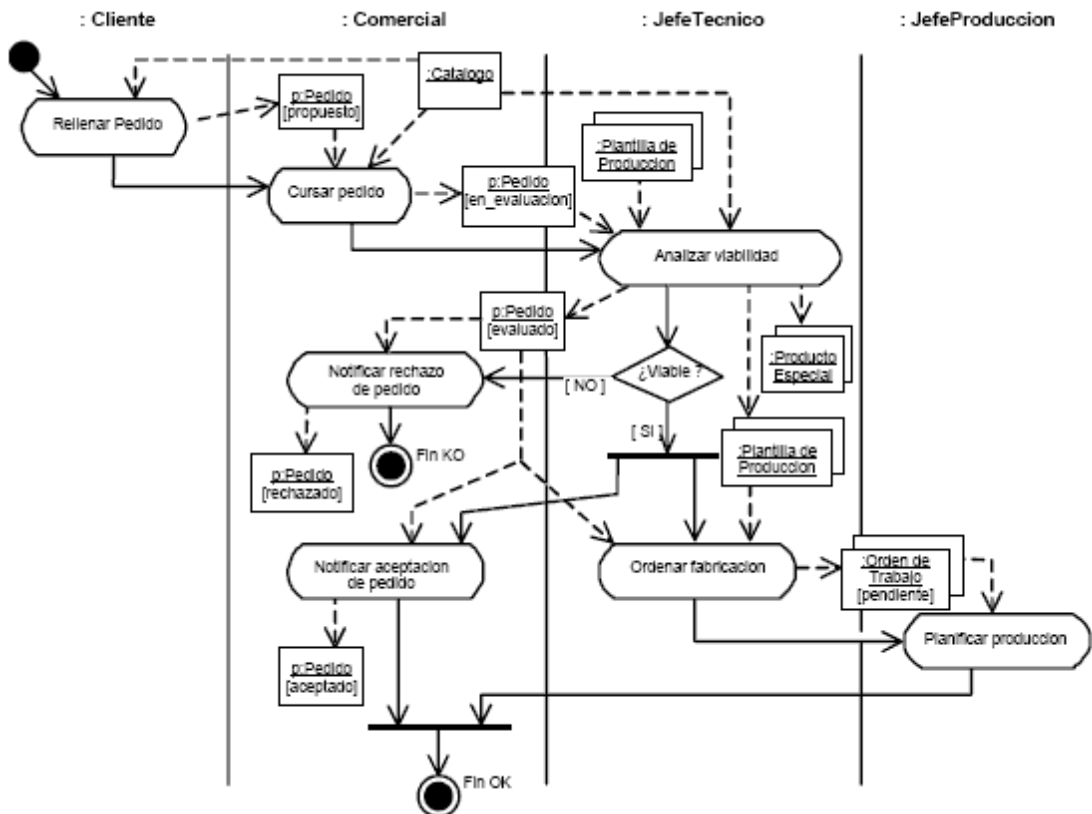 : Cliente
: Comercial
: JefeTecnico
: JefeProduccion
:Catalogo
Rellenar Pedido
p:Pedido
[propuesto]
:Plantilla de
Produccion
Cursar pedido
p:Pedido
[en_evaluacion]
Analizar viabilidad
p:Pedido
[evaluado]
:Producto
Especial
Notificar rechazo
de pedido
[ NO ]
¿Viable ?
[ SI ]
Fin KO
:Plantilla de
Produccion
p:Pedido
[rechazado]
Notificar aceptacion
de pedido
Ordenar fabricacion
:Orden de
Trabajo
[pendiente]
Planificar produccion
p:Pedido
[aceptado]
Fin OK